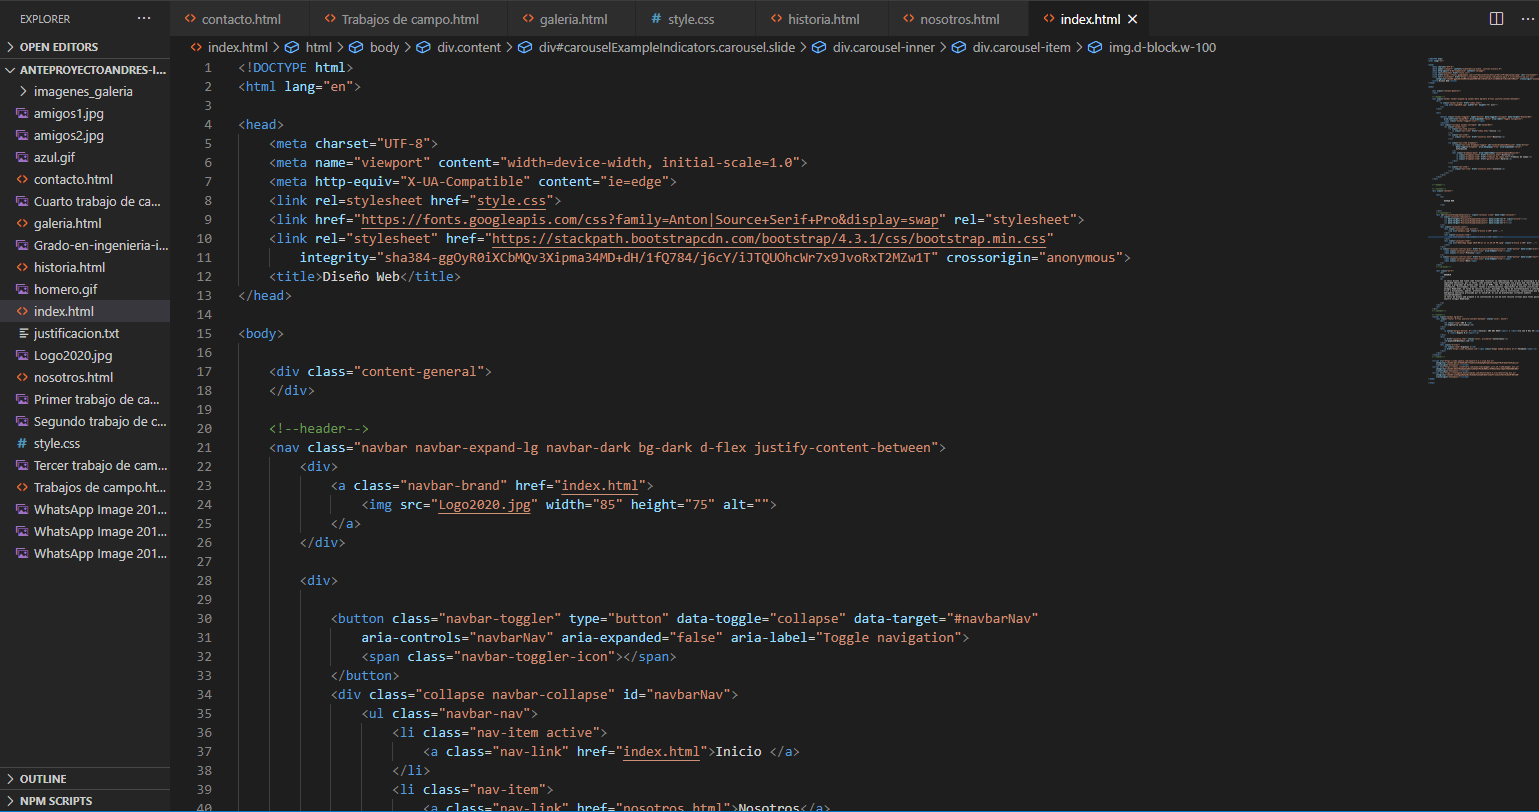 EXPLORER
OPEN EDITORS
ANTEPROYECTOANDRES-I...
imagenes_galeria
amigos1.jpg
amigos2.jpg
azul.gif
contacto.html
Cuarto trabajo de ca...
galeria.html
Grado-en-ingenieria-i...
historia.html
homero.gif
index.html
justificacion.txt
Logo2020.jpg
nosotros.html
Primer trabajo de ca...
Segundo trabajo de c...
style.css
Tercer trabajo de cam...
Trabajos de campo.ht...
WhatsApp Image 201...
WhatsApp Image 201...
WhatsApp Image 201...
OUTLINE
NPM SCRIPTS
contacto.html Trabajos de campo.html galeria.html # style.css historia.html nosotros.html index.html
index.html > html > body > div.content > div#carouselExampleIndicators.carousel.slide > div.carousel-inner > div.carousel-item > img.d-block.w-100
1 <!DOCTYPE html>
2 <html lang="en">
3
4 <head>
5 <meta charset="UTF-8">
6 <meta name="viewport" content="width=device-width, initial-scale=1.0">
7 <meta http-equiv="X-UA-Compatible" content="ie=edge">
8 <link rel=stylesheet href="style.css">
9 <link href="https://fonts.googleapis.com/css?family=Anton|Source+Serif+Pro&display=swap" rel="stylesheet">
10 <link rel="stylesheet" href="https://stackpath.bootstrapcdn.com/bootstrap/4.3.1/css/bootstrap.min.css"
11 integrity="sha384-ggOyR0iXCbMQv3Xipma34MD+dH/1fQ784/j6cY/iJTQUOhcWr7x9JvoRxT2MZw1T" crossorigin="anonymous">
12 <title>Diseño Web</title>
13 </head>
14
15 <body>
16
17 <div class="content-general">
18 </div>
19
20 <!--header-->
21 <nav class="navbar navbar-expand-lg navbar-dark bg-dark d-flex justify-content-between">
22 <div>
23 <a class="navbar-brand" href="index.html">
24 <img src="Logo2020.jpg" width="85" height="75" alt="">
25 </a>
26 </div>
27
28 <div>
29
30 <button class="navbar-toggler" type="button" data-toggle="collapse" data-target="#navbarNav"
31 aria-controls="navbarNav" aria-expanded="false" aria-label="Toggle navigation">
32 <span class="navbar-toggler-icon"></span>
33 </button>
34 <div class="collapse navbar-collapse" id="navbarNav">
35 <ul class="navbar-nav">
36 <li class="nav-item active">
37 <a class="nav-link" href="index.html">Inicio </a>
38 </li>
39 <li class="nav-item">
40 <a class="nav-link" href="nosotros.html">Nosotros</a>